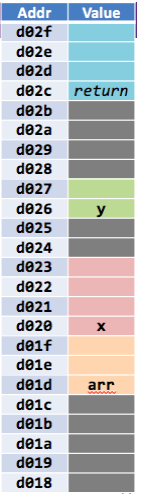 Addr Value
d02f
d02e
d02d
d02c return
d02b
d02a
d029
d028
d027
d026 y
d025
d024
d023
d022
d021
d020 x
d01f
d01e
d01d arr
d01c
d01b
d01a
d019
d018